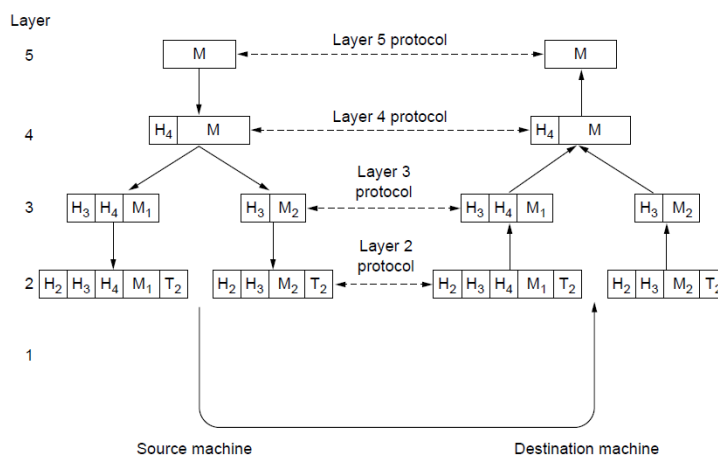 Layer
5 M Layer 5 protocol M
4 H4 M Layer 4 protocol H4 M
Layer 3
protocol
3 H3 H4 M1 H3 M2 H3 H4 M1 H3 M2
Layer 2
protocol
2 H2 H3 H4 M1 T2 H2 H3 M2 T2 H2 H3 H4 M1 T2 H2 H3 M2 T2
1
Source machine Destination machine